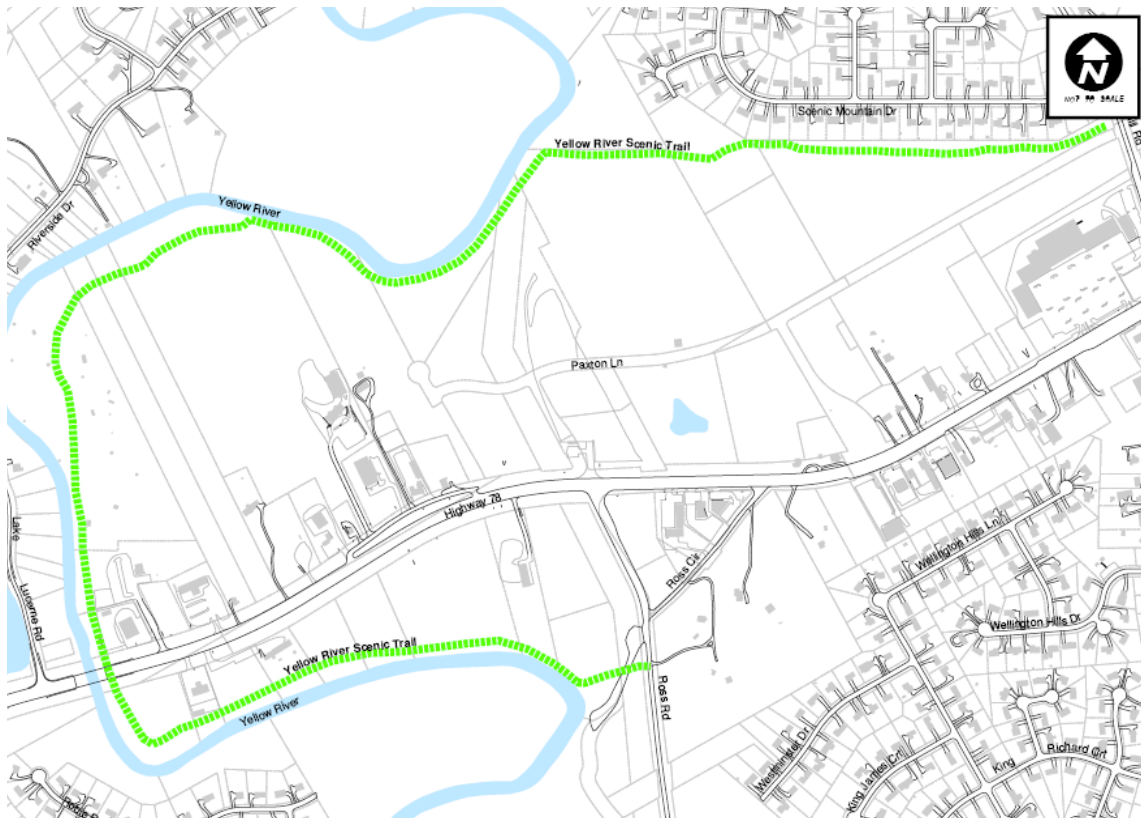 N
NOT TO SCALE
Scenic Mountain Dr
Rd
Yellow River Scenic Trail
Yellow River
Riverside Dr
Paxton Ln
Highway 78
Lake
Lucerne Rd
Ross Cir
Wellington Hills Ln
Wellington Hills Dr
Yellow River Scenic Trail
Yellow River
Ross Rd
Westminster Dr
King James Crt
King
Richard Crt